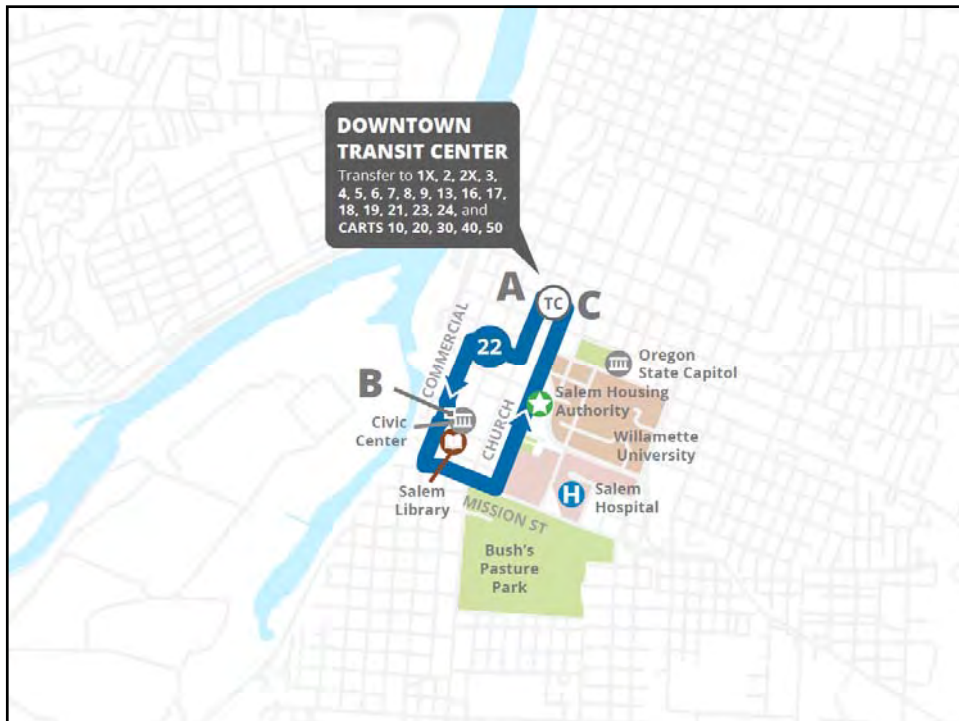 DOWNTOWN
TRANSIT CENTER
Transfer to 1X, 2, 2X, 3,
4, 5, 6, 7, 8, 9, 13, 16, 17,
18, 19, 21, 23, 24, and
CARTS 10, 20, 30, 40, 50
A
TC
C
COMMERCIAL
22
Oregon
State Capitol
B
Civic
Center
CHURCH
Salem Housing
Authority
Willamette
University
Salem
Library
H
Salem
Hospital
MISSION ST
Bush's
Pasture
Park